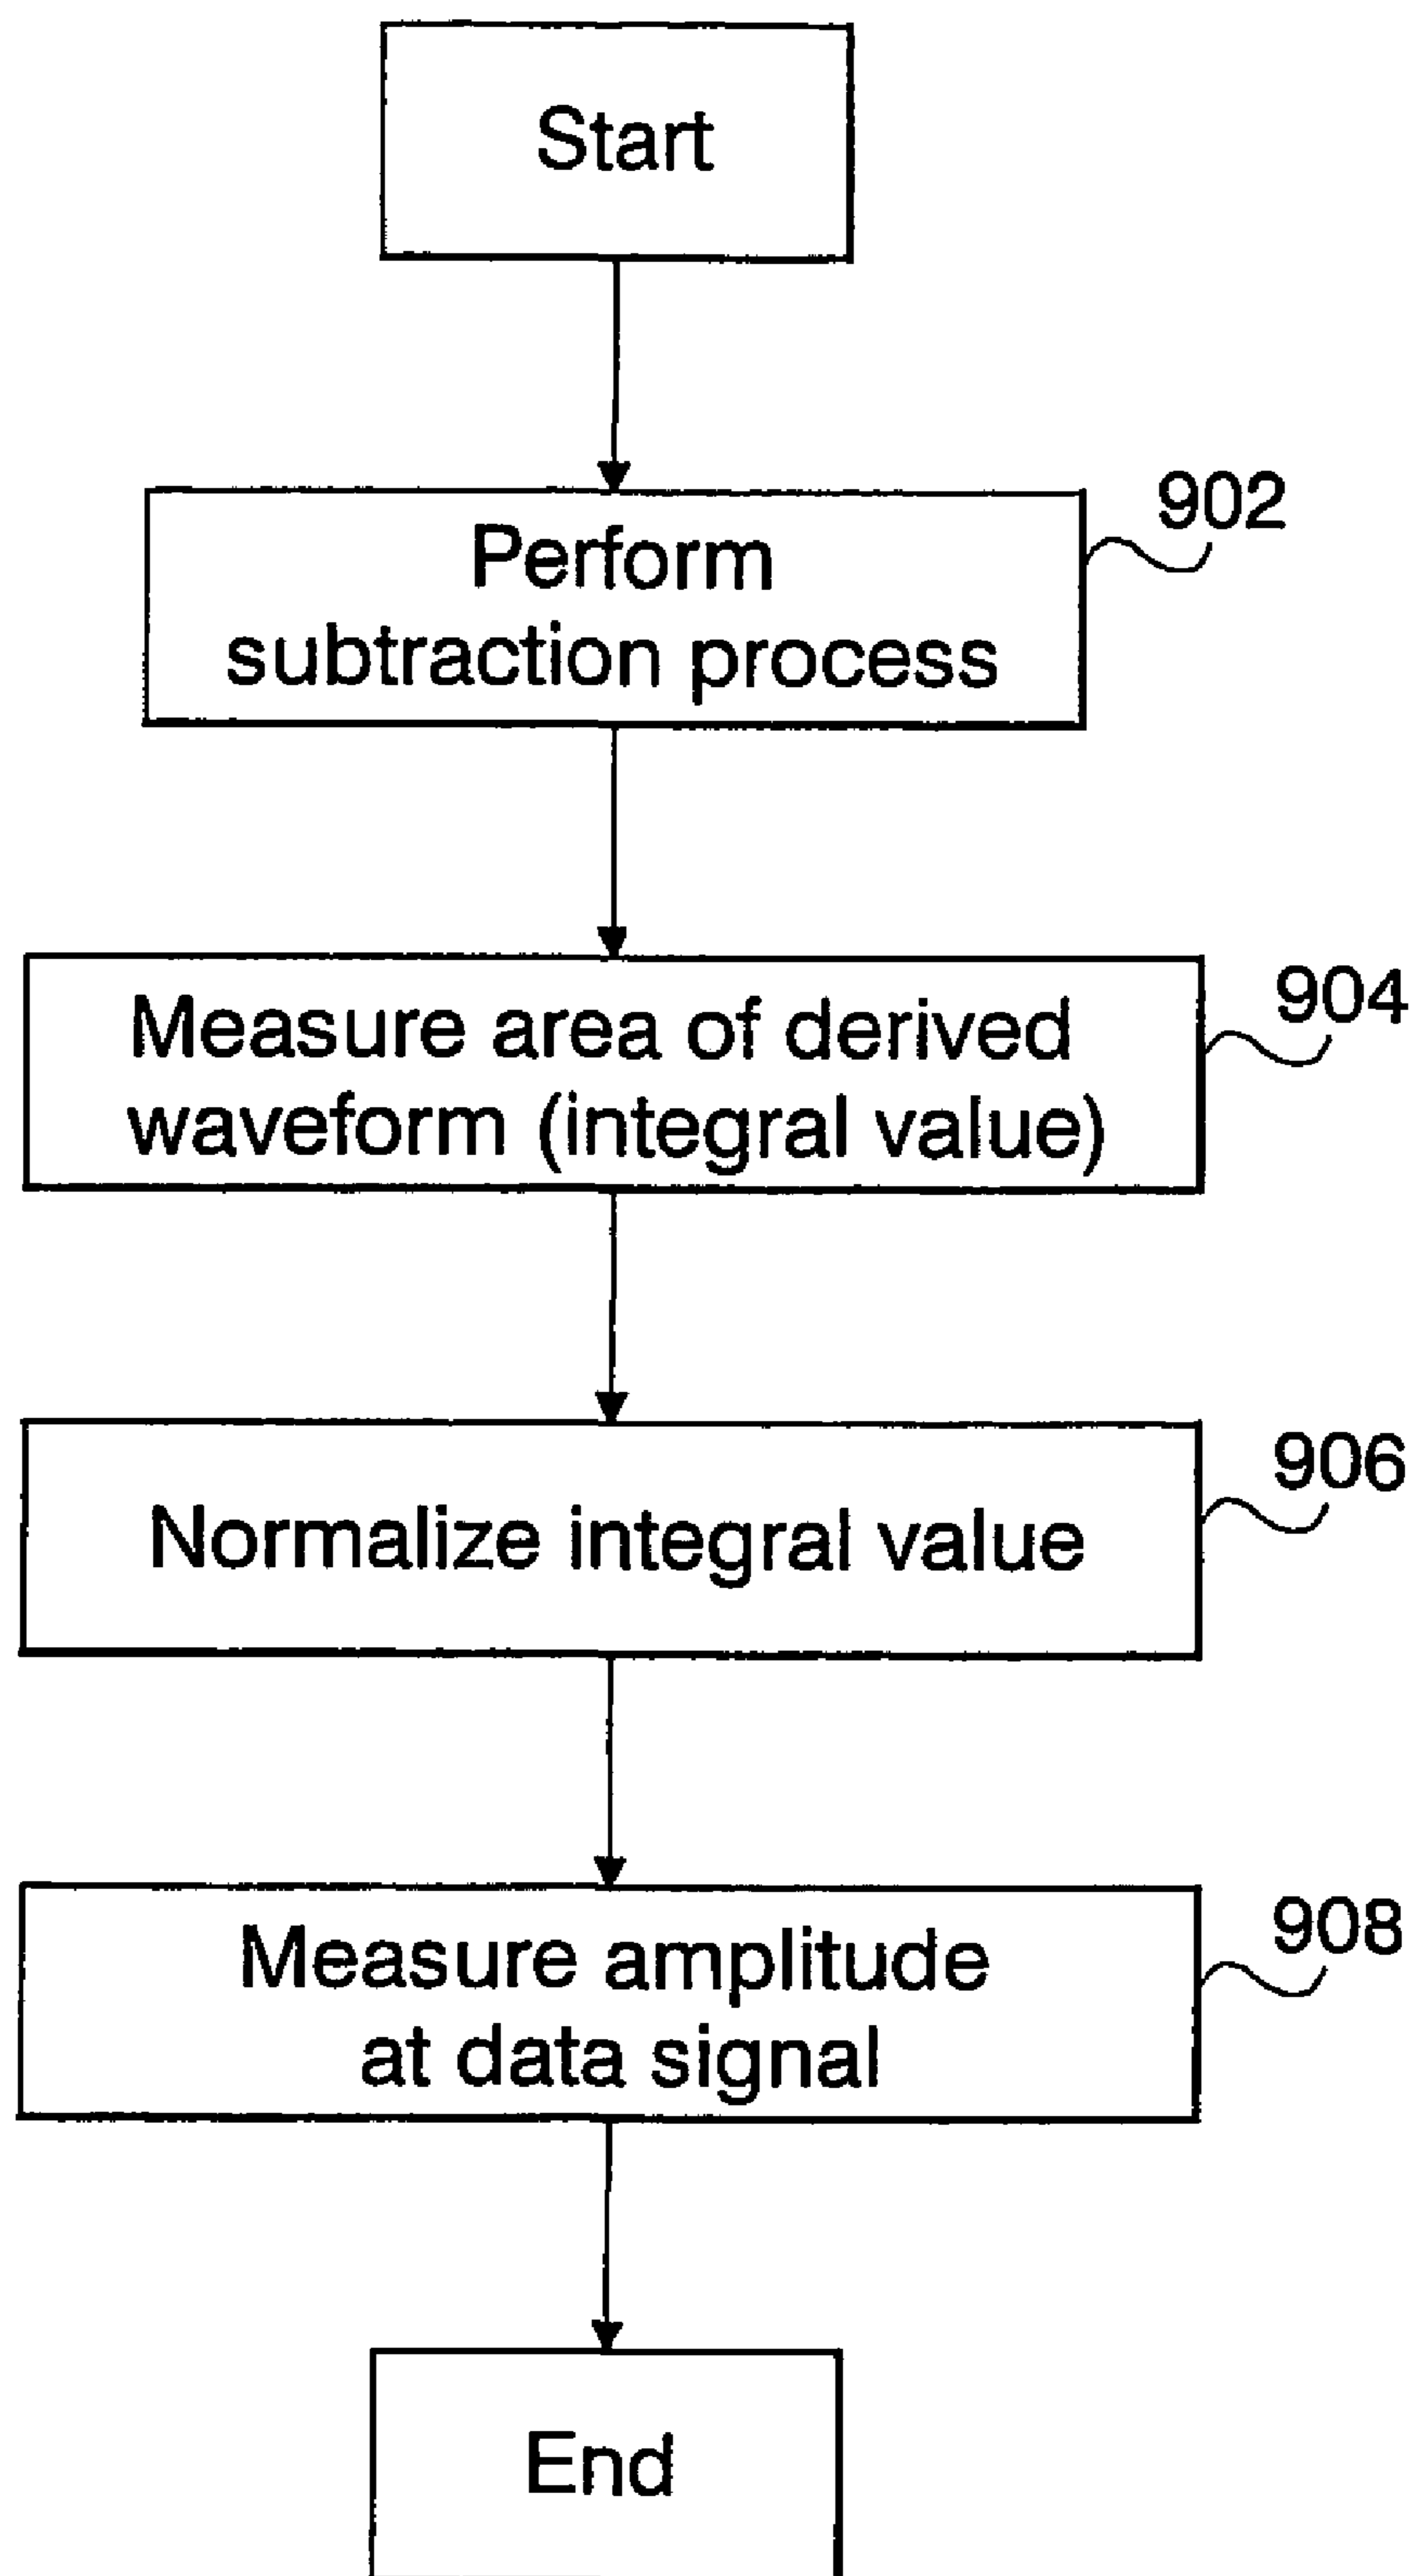 Start
902
Perform
subtraction process
904
Measure area of derived
waveform (integral value)
906
Normalize integral value
908
Measure amplitude
at data signal
End